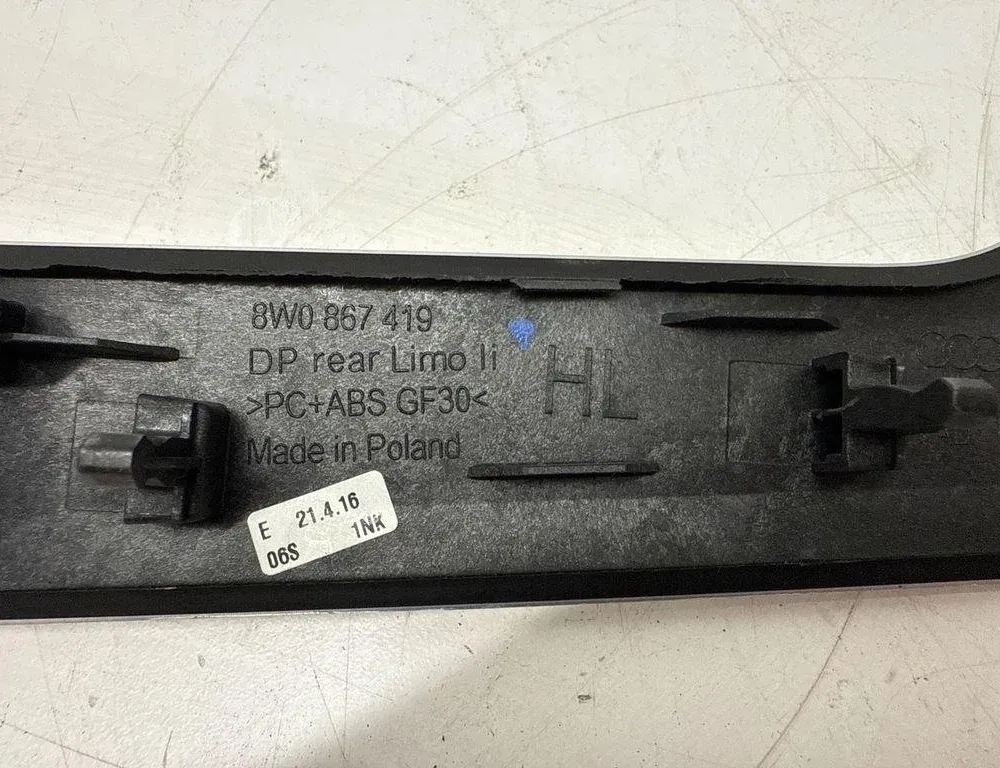 8W0 867 419
DP rear Limo li
>PC+ABS GF30<
Made in Poland
HL
E 21.4.16
06S 1NK